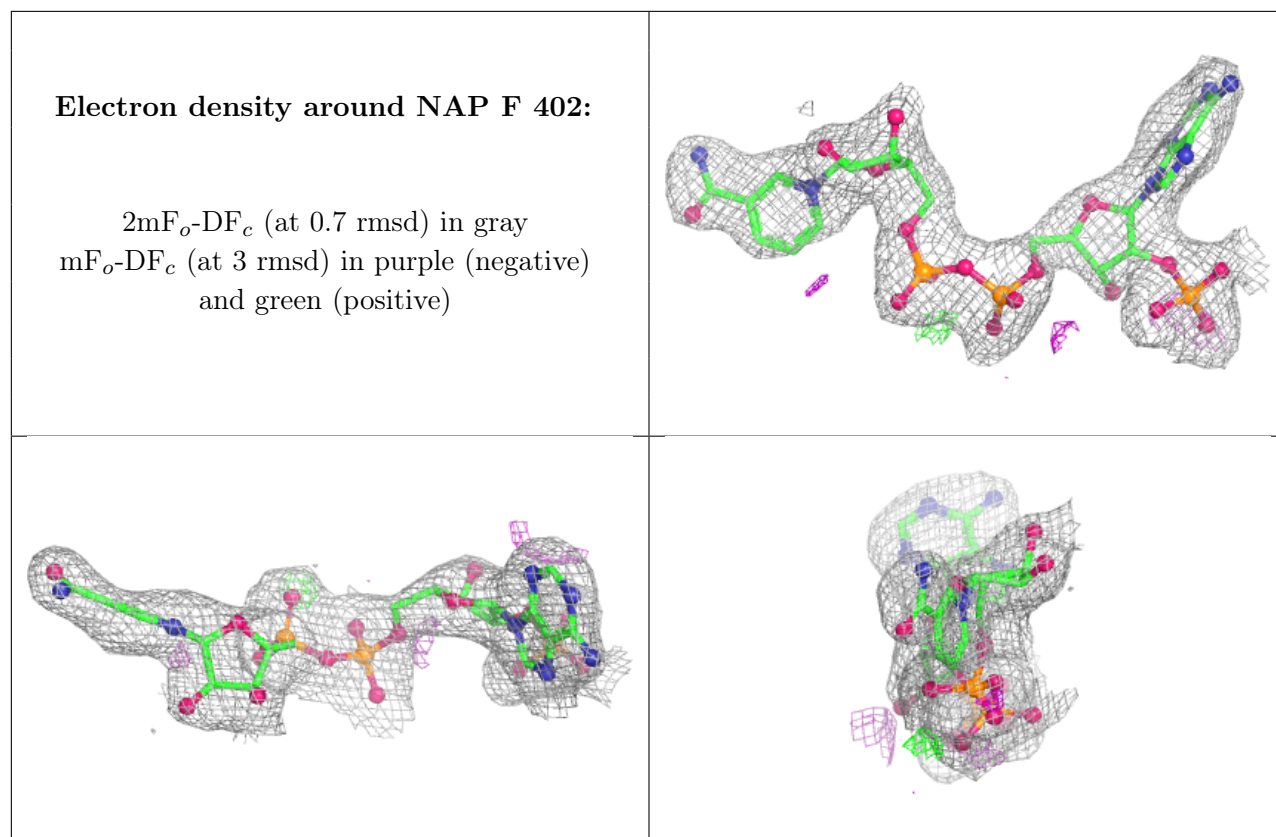 Electron density around NAP F 402:
2mFₒ-DF𝒸 (at 0.7 rmsd) in gray
mFₒ-DF𝒸 (at 3 rmsd) in purple (negative)
and green (positive)